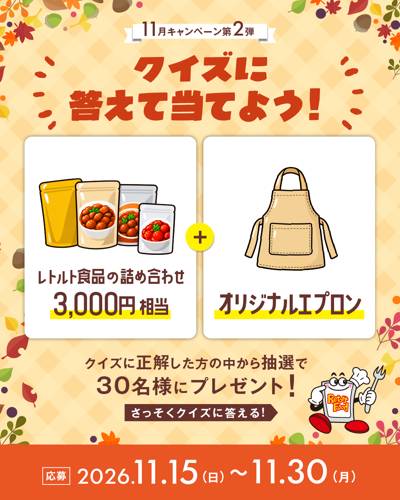 11月キャンペーン第2弾
クイズに
答えて当てよう!
レトルト食品の詰め合わせ
3,000円相当
+
オリジナルエプロン
クイズに正解した方の中から抽選で
30名様にプレゼント!
さっそくクイズに答える!
応募 2026.11.15(日)〜11.30(月)